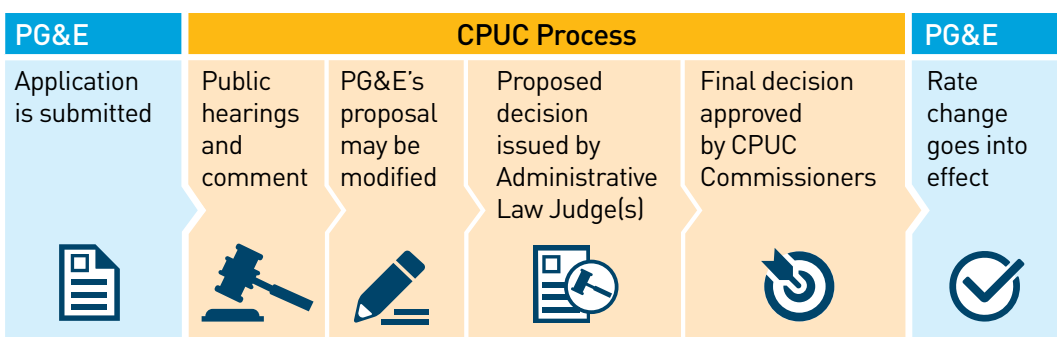 PG&E
CPUC Process
PG&E
Application
is submitted
Public
hearings
and
comment
PG&E’s
proposal
may be
modified
Proposed
decision
issued by
Administrative
Law Judge(s)
Final decision
approved
by CPUC
Commissioners
Rate
change
goes into
effect